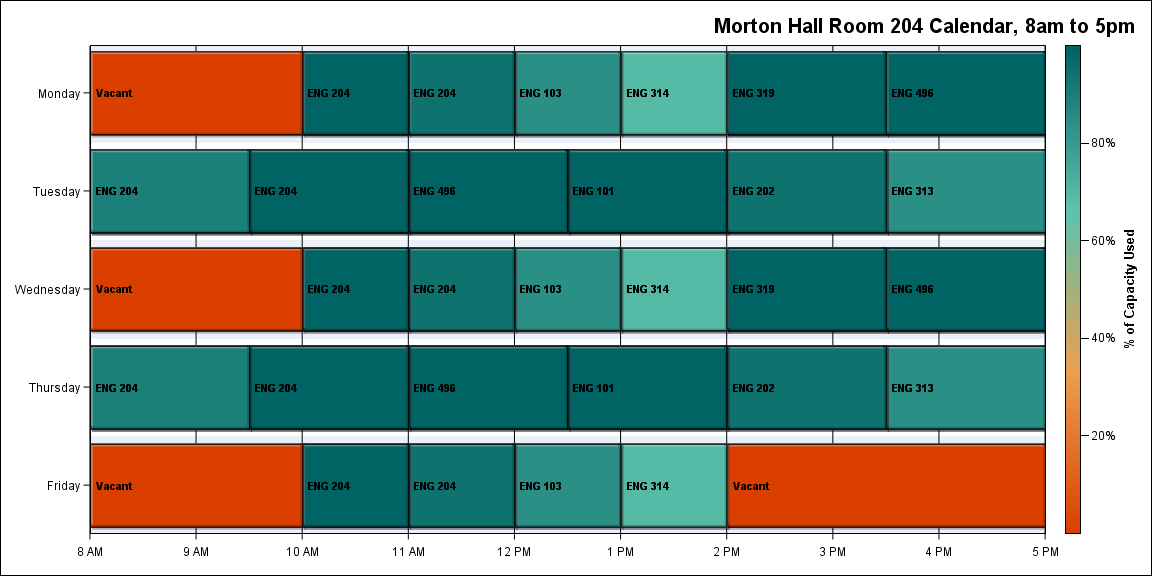 Morton Hall Room 204 Calendar, 8am to 5pm
Monday
Vacant
ENG 204
ENG 204
ENG 103
ENG 314
ENG 319
ENG 496
Tuesday
ENG 204
ENG 204
ENG 496
ENG 101
ENG 202
ENG 313
Wednesday
Vacant
ENG 204
ENG 204
ENG 103
ENG 314
ENG 319
ENG 496
Thursday
ENG 204
ENG 204
ENG 496
ENG 101
ENG 202
ENG 313
Friday
Vacant
ENG 204
ENG 204
ENG 103
ENG 314
Vacant
8 AM
9 AM
10 AM
11 AM
12 PM
1 PM
2 PM
3 PM
4 PM
5 PM
80%
60%
40%
20%
% of Capacity Used